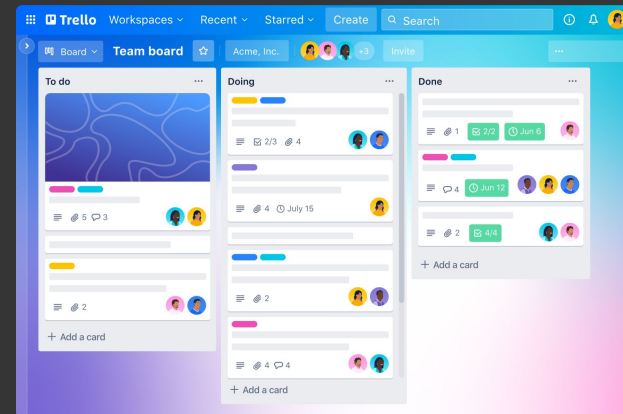 Trello Workspaces Recent Starred Create Search
Board Team board Acme, Inc. +3 Invite
To do
5 3
2
+ Add a card
Doing
2/3 4
4 July 15
2
4 4
+ Add a card
Done
1 2/2 Jun 6
4 Jun 12
2 4/4
+ Add a card